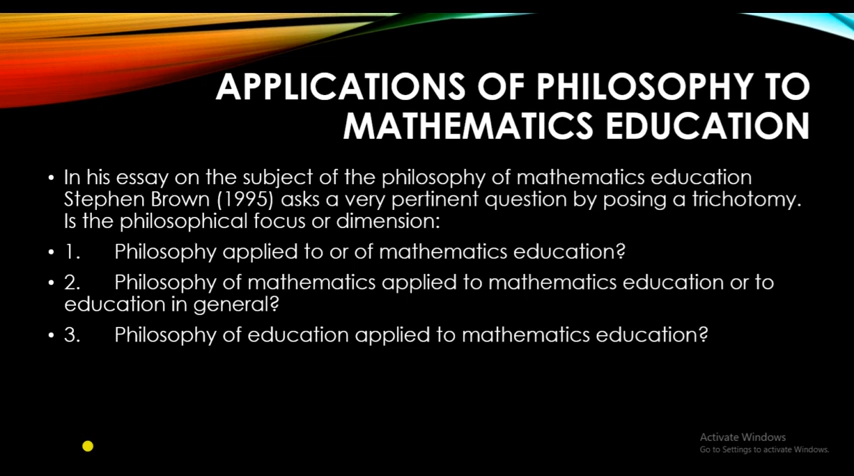 APPLICATIONS OF PHILOSOPHY TO
MATHEMATICS EDUCATION
• In his essay on the subject of the philosophy of mathematics education
Stephen Brown (1995) asks a very pertinent question by posing a trichotomy.
Is the philosophical focus or dimension:
• 1. Philosophy applied to or of mathematics education?
• 2. Philosophy of mathematics applied to mathematics education or to
education in general?
• 3. Philosophy of education applied to mathematics education?
Activate Windows
Go to Settings to activate Windows.